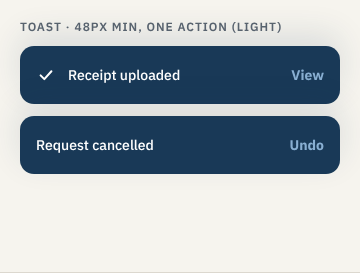 TOAST · 48PX MIN, ONE ACTION (LIGHT)
Receipt uploaded View
Request cancelled Undo